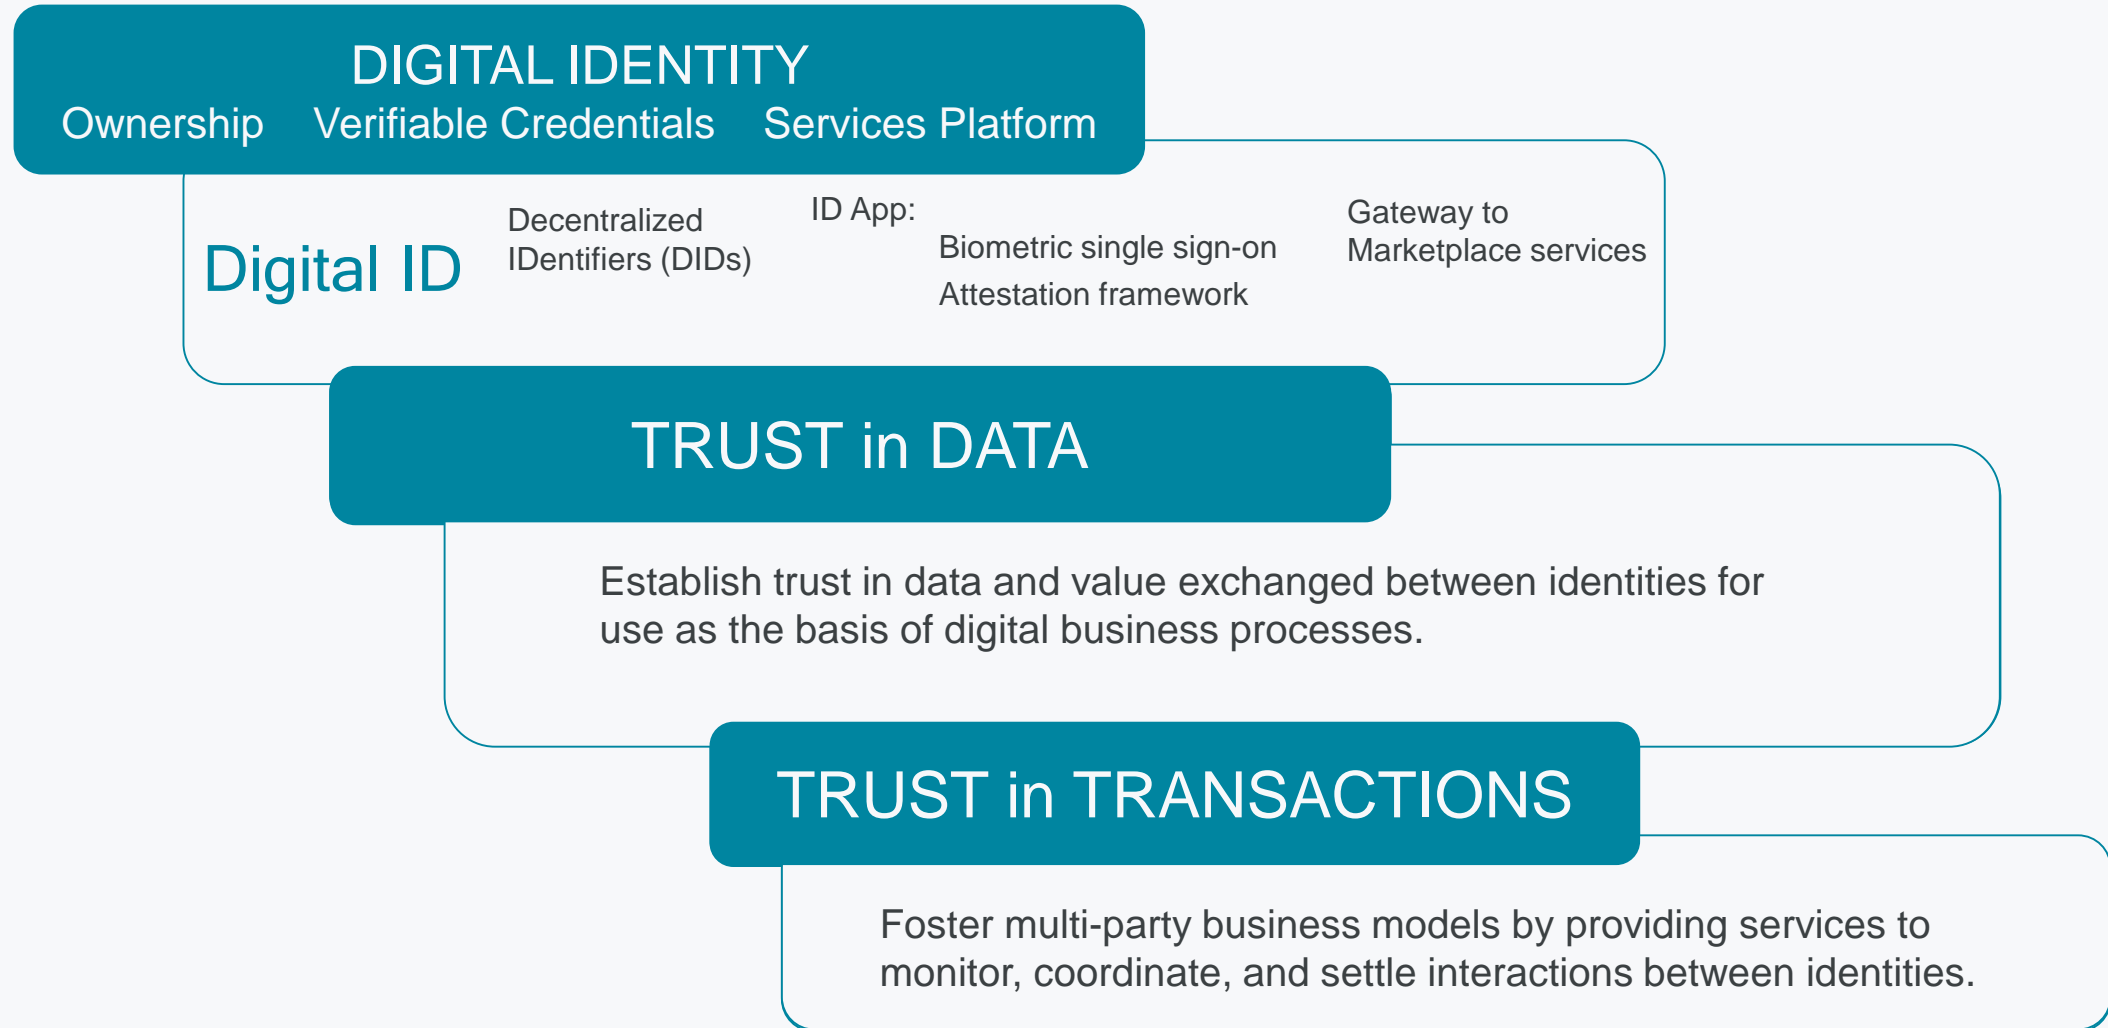 DIGITAL IDENTITY
Ownership Verifiable Credentials Services Platform
Digital ID
Decentralized
IDentifiers (DIDs)
ID App:
Biometric single sign-on
Attestation framework
Gateway to
Marketplace services
TRUST in DATA
Establish trust in data and value exchanged between identities for
use as the basis of digital business processes.
TRUST in TRANSACTIONS
Foster multi-party business models by providing services to
monitor, coordinate, and settle interactions between identities.